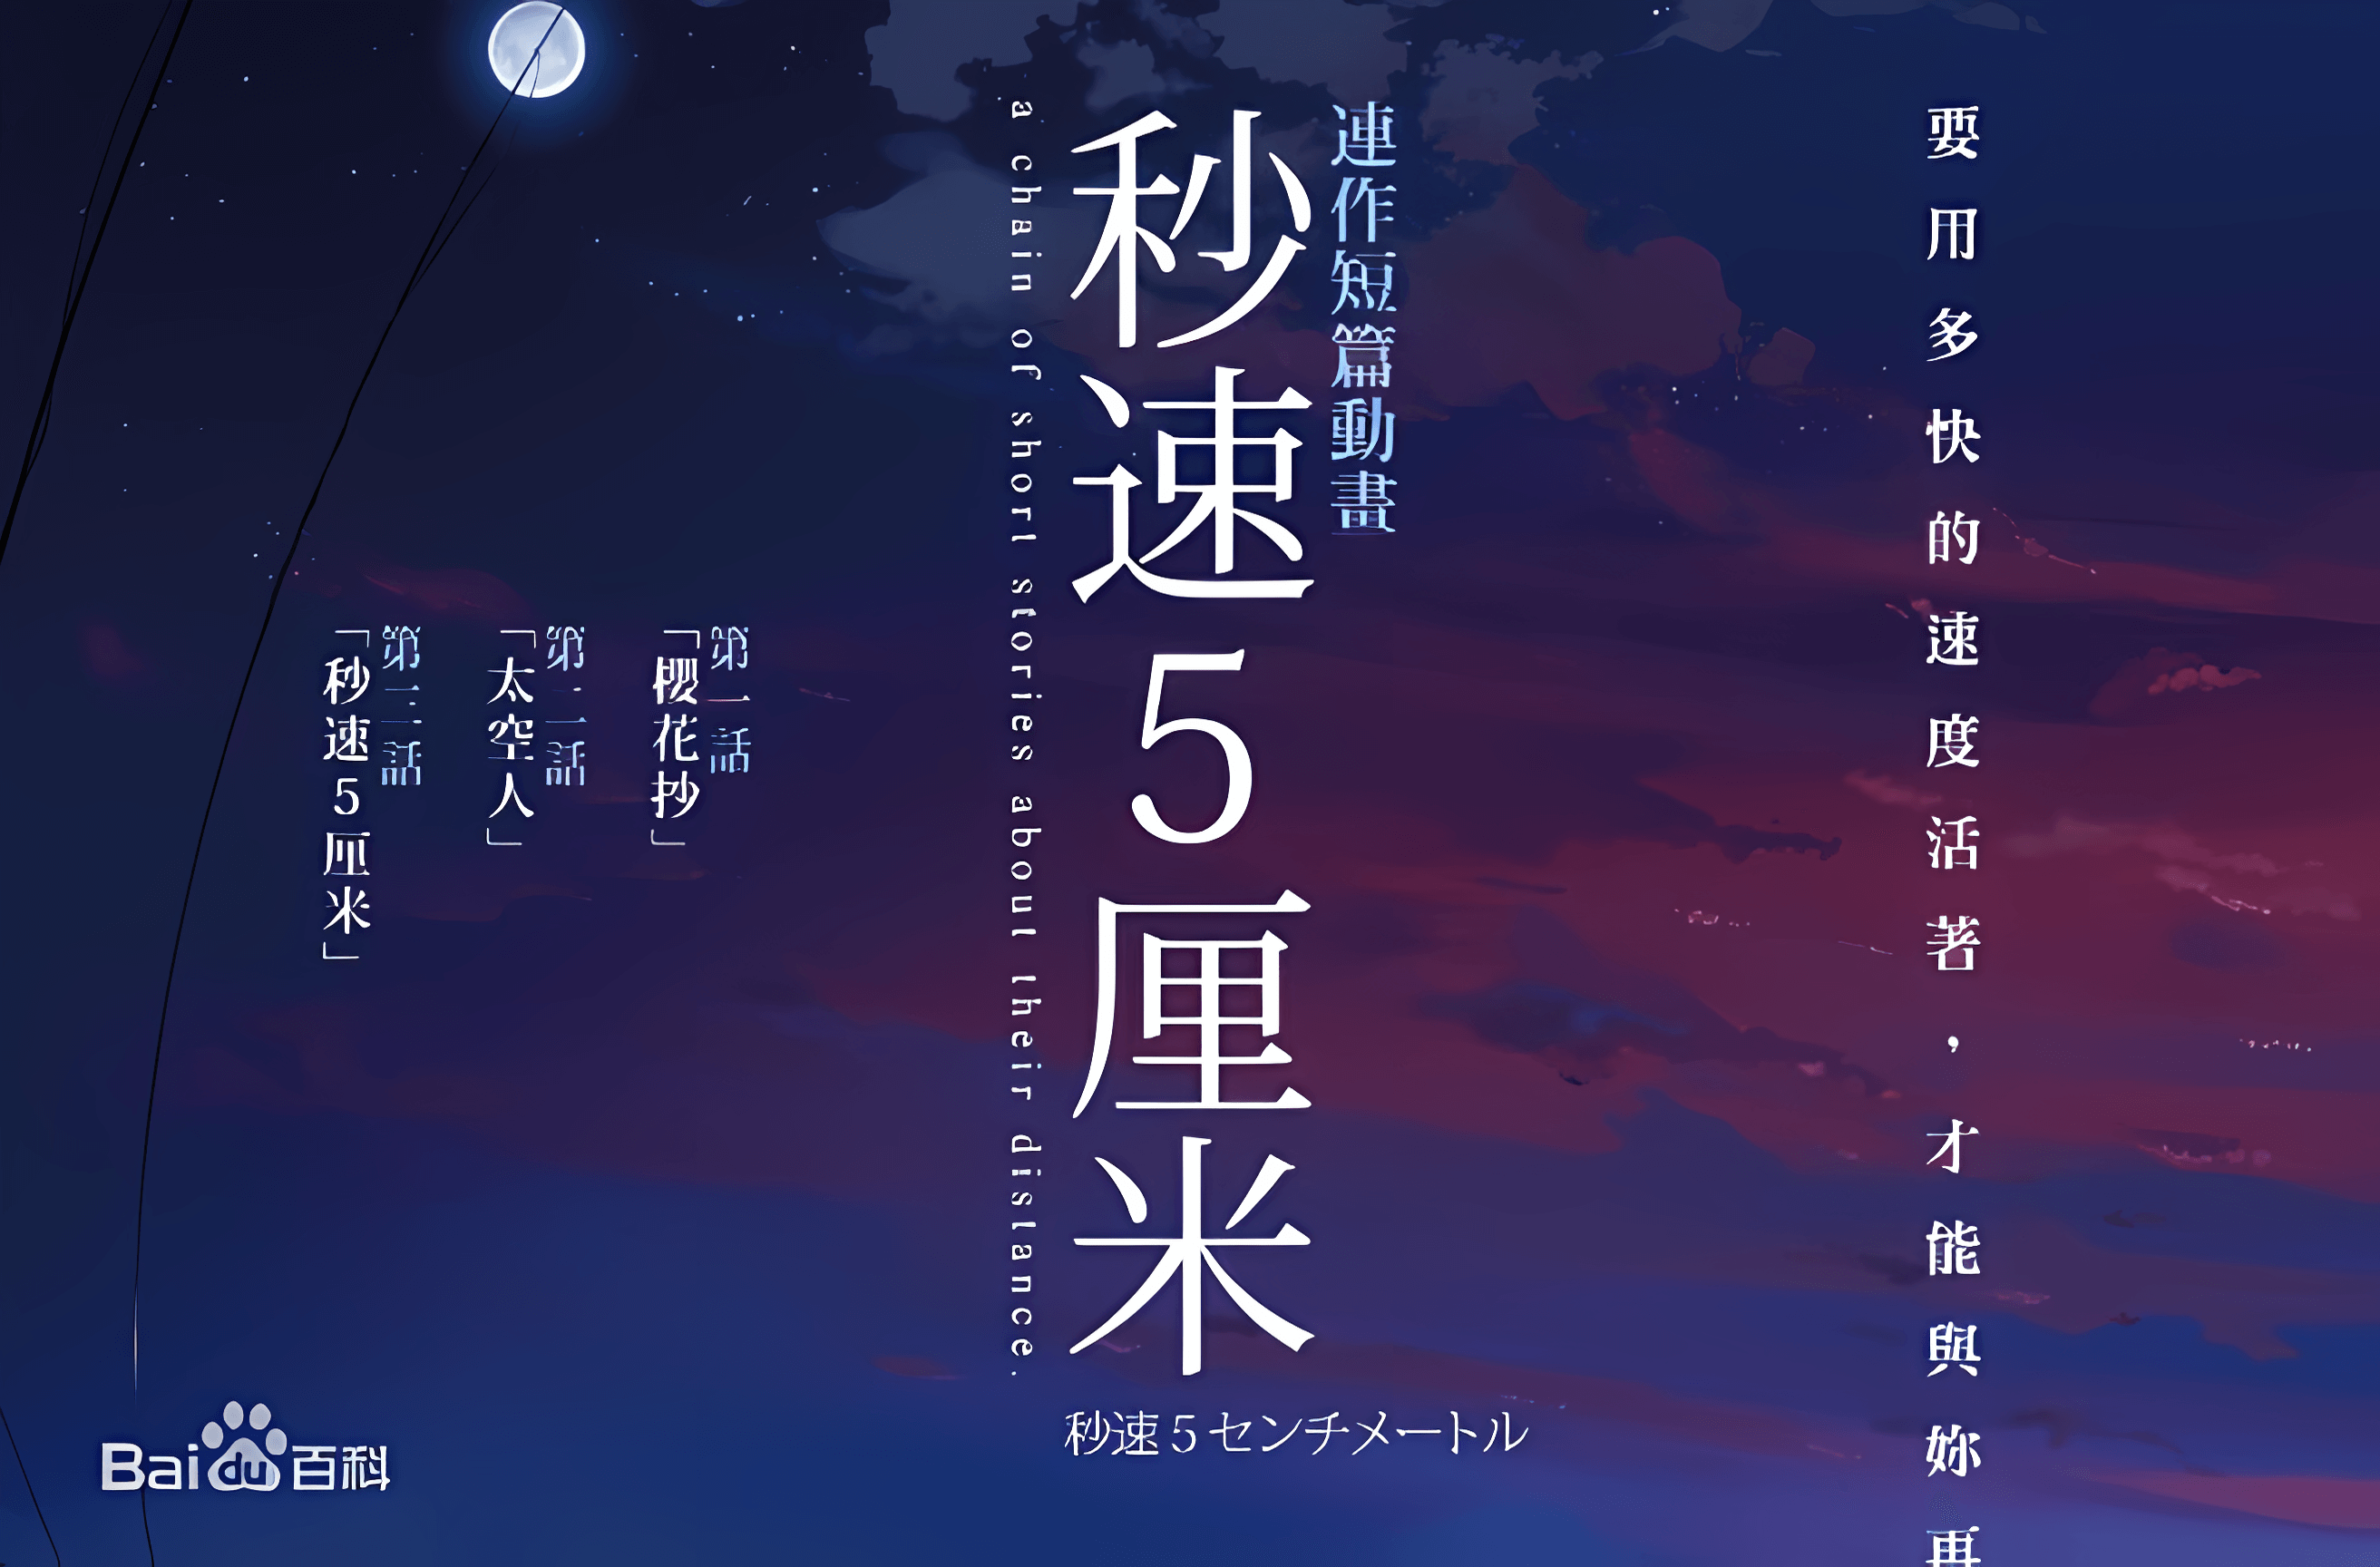 要用多快的速度活著，才能與妳再
連作短篇動畫
秒速5厘米
a chain of short stories about their distance.
秒速5センチメートル
第一話
「櫻花抄」
第二話
「太空人」
第三話
「秒速5厘米」
Baidu百科